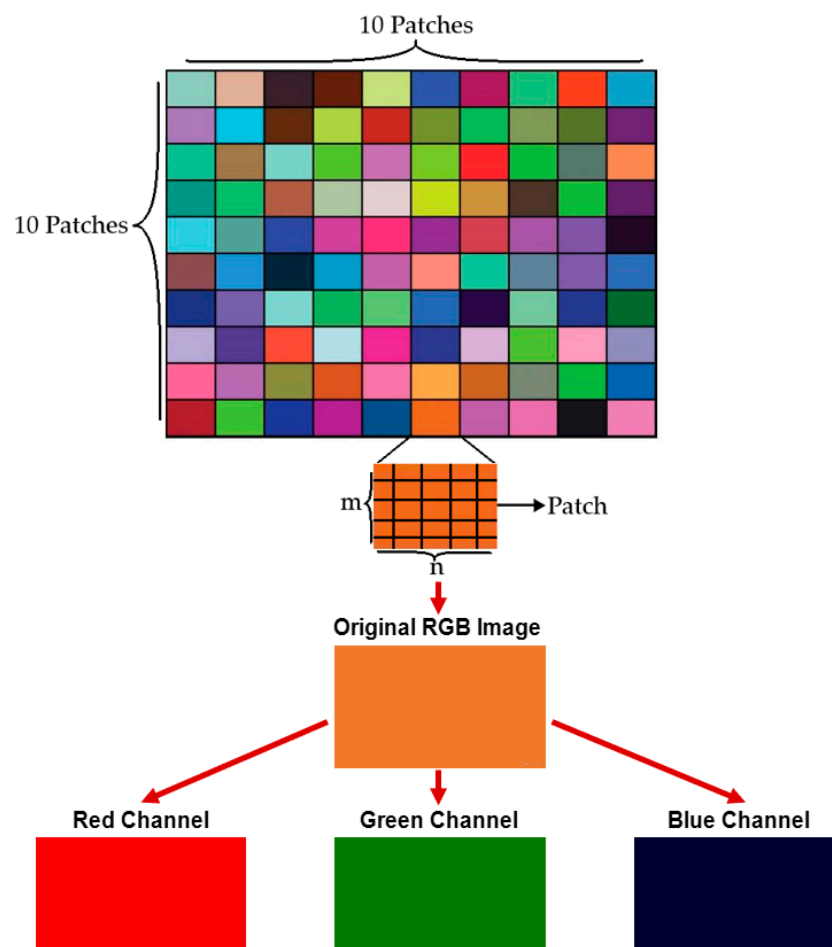 10 Patches
10 Patches
m
Patch
n
Original RGB Image
Red Channel
Green Channel
Blue Channel